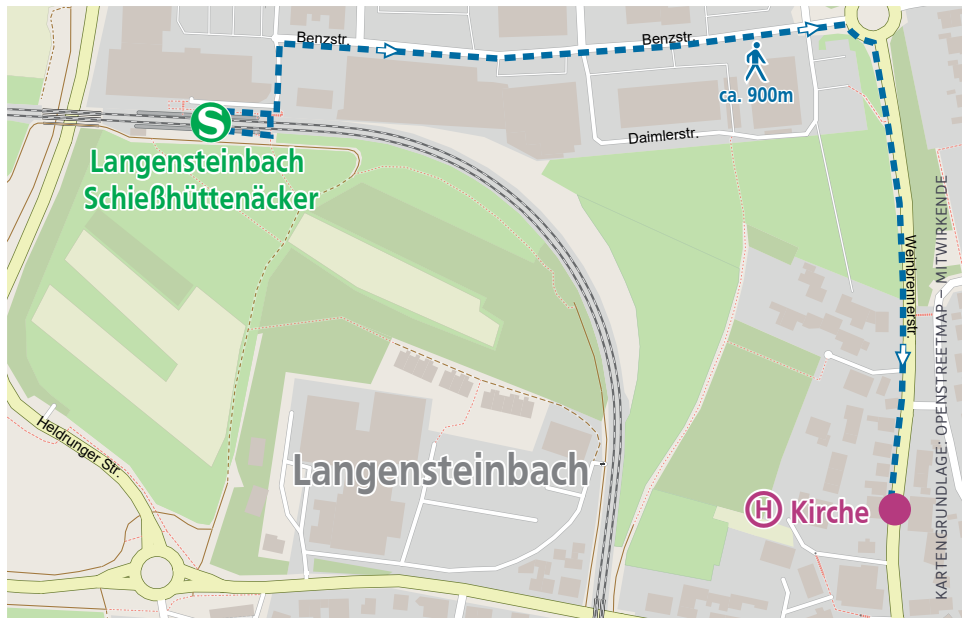 Benzstr.
Benzstr.
ca. 900m
S
Daimlerstr.
Langensteinbach
Schießhüttenäcker
Weinbrennerstr.
Heldrunger Str.
Langensteinbach
H Kirche
KARTENGRUNDLAGE: OPENSTREETMAP – MITWIRKENDE